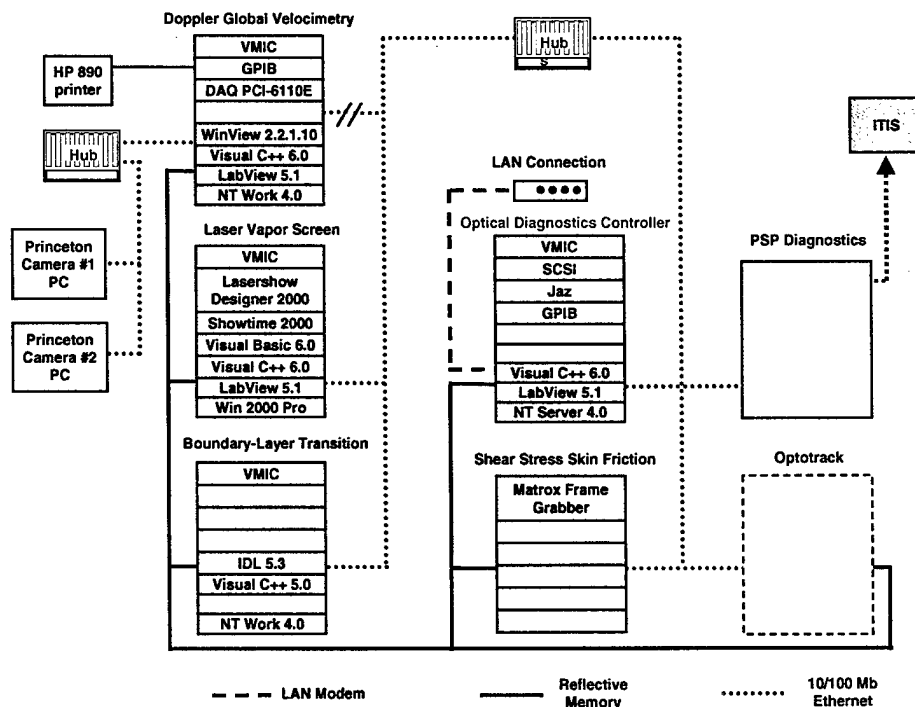 Doppler Global Velocimetry
VMIC
GPIB
DAQ PCI-6110E
WinView 2.2.1.10
Visual C++ 6.0
LabView 5.1
NT Work 4.0
HP 890
printer
Hub
Princeton
Camera #1
PC
Princeton
Camera #2
PC
Laser Vapor Screen
VMIC
Lasershow
Designer 2000
Showtime 2000
Visual Basic 6.0
Visual C++ 6.0
LabView 5.1
Win 2000 Pro
Boundary-Layer Transition
VMIC
IDL 5.3
Visual C++ 5.0
NT Work 4.0
Hub
S
LAN Connection
Optical Diagnostics Controller
VMIC
SCSI
Jaz
GPIB
Visual C++ 6.0
LabView 5.1
NT Server 4.0
Shear Stress Skin Friction
Matrox Frame
Grabber
ITIS
PSP Diagnostics
Optotrack
LAN Modem
Reflective
Memory
10/100 Mb
Ethernet